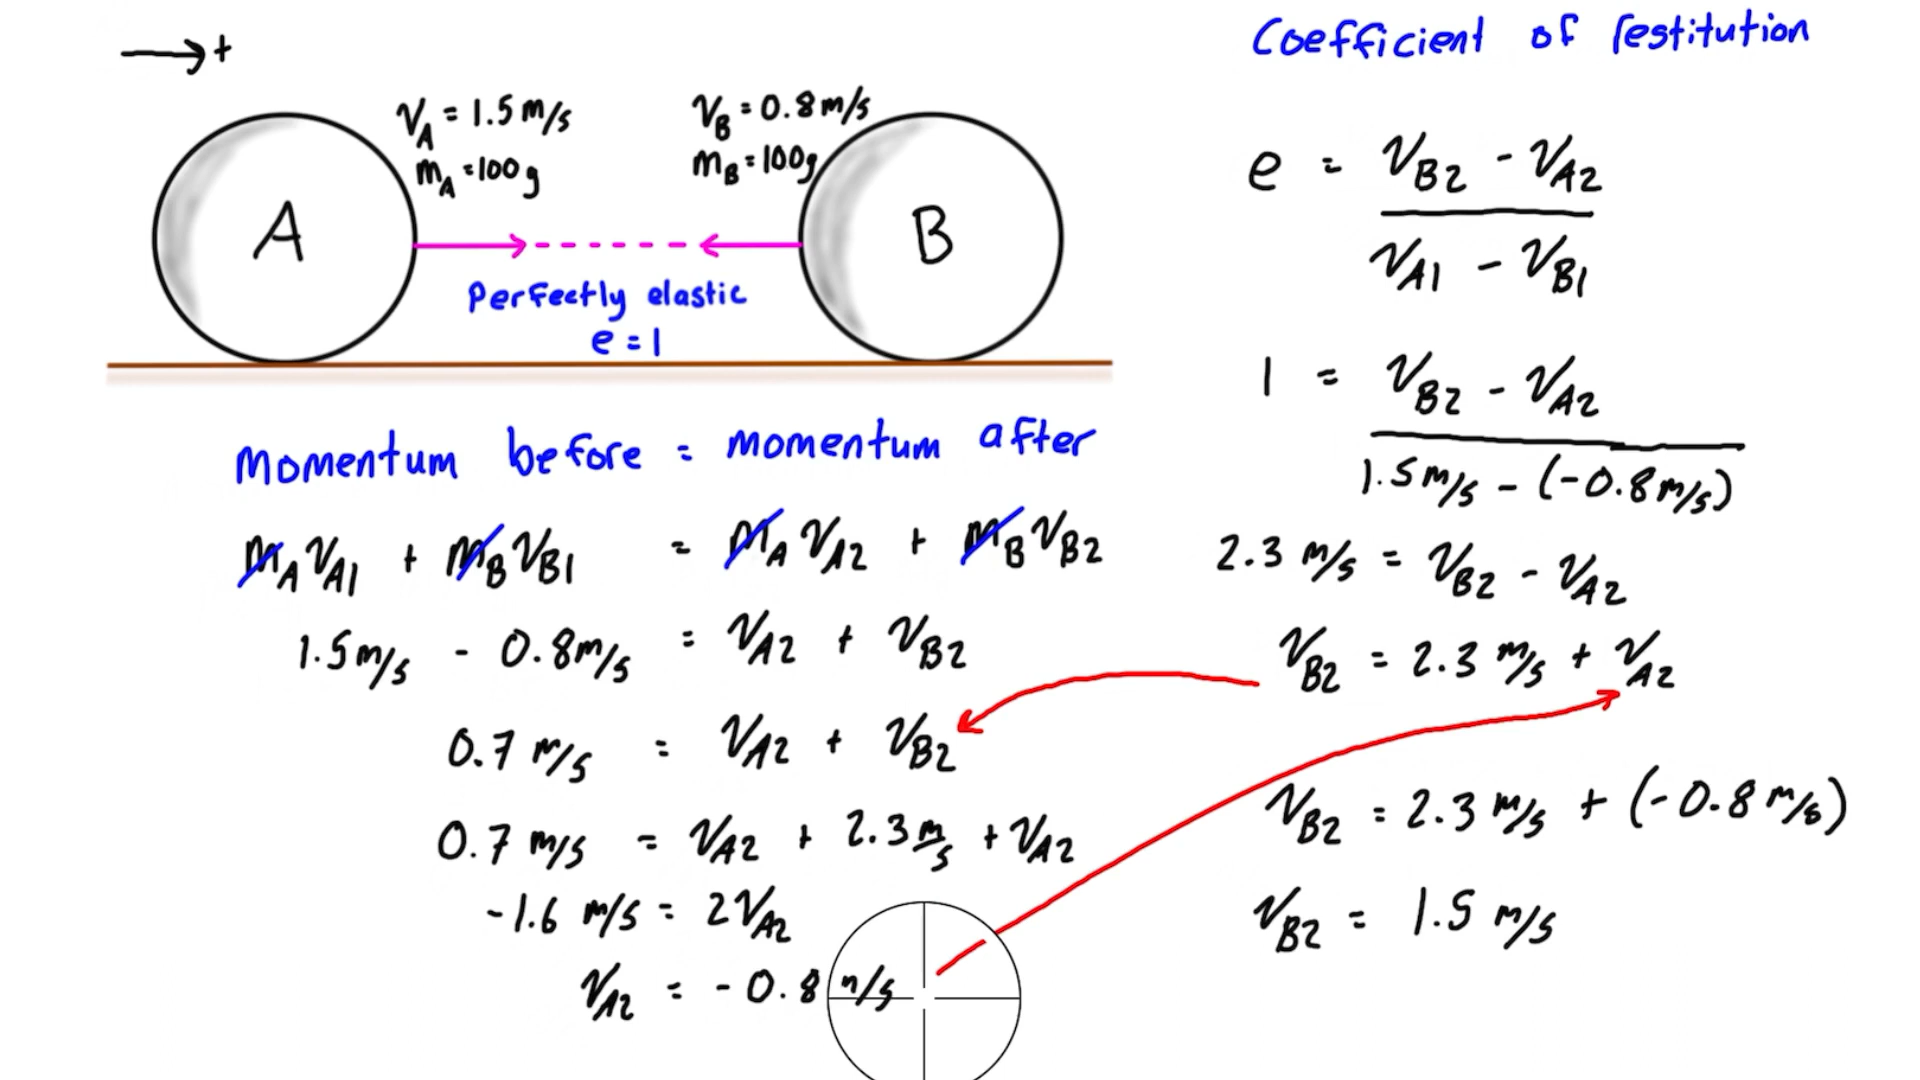 → +
V_A = 1.5 m/s
m_A = 100 g
V_B = 0.8 m/s
m_B = 100g
A
B
Perfectly elastic
e = 1
Momentum before = momentum after
m_A V_A1 + m_B V_B1 = m_A V_A2 + m_B V_B2
1.5 m/s - 0.8 m/s = V_A2 + V_B2
0.7 m/s = V_A2 + V_B2
0.7 m/s = V_A2 + 2.3 m/s + V_A2
-1.6 m/s = 2V_A2
V_A2 = -0.8 m/s
Coefficient of restitution
e = (V_B2 - V_A2) / (V_A1 - V_B1)
1 = (V_B2 - V_A2) / (1.5 m/s - (-0.8 m/s))
2.3 m/s = V_B2 - V_A2
V_B2 = 2.3 m/s + V_A2
V_B2 = 2.3 m/s + (-0.8 m/s)
V_B2 = 1.5 m/s